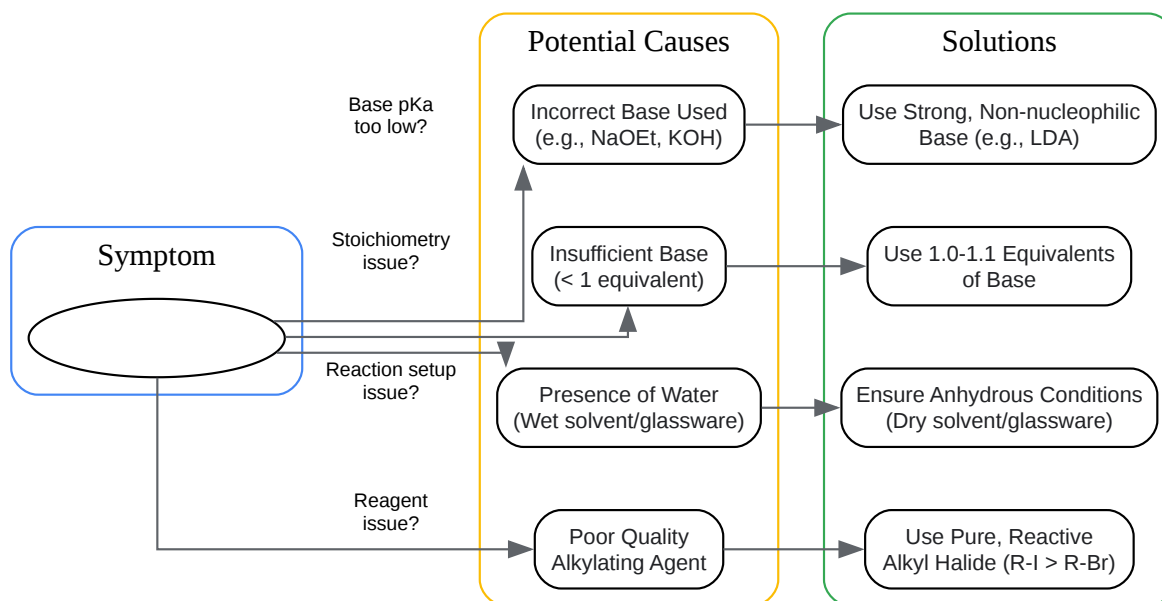 Potential Causes
Solutions
Base pKa
too low?
Incorrect Base Used
(e.g., NaOEt, KOH)
Use Strong, Non-nucleophilic
Base (e.g., LDA)
Symptom
Stoichiometry
issue?
Insufficient Base
(< 1 equivalent)
Use 1.0-1.1 Equivalents
of Base
Reaction setup
issue?
Presence of Water
(Wet solvent/glassware)
Ensure Anhydrous Conditions
(Dry solvent/glassware)
Reagent
issue?
Poor Quality
Alkylating Agent
Use Pure, Reactive
Alkyl Halide (R-I > R-Br)